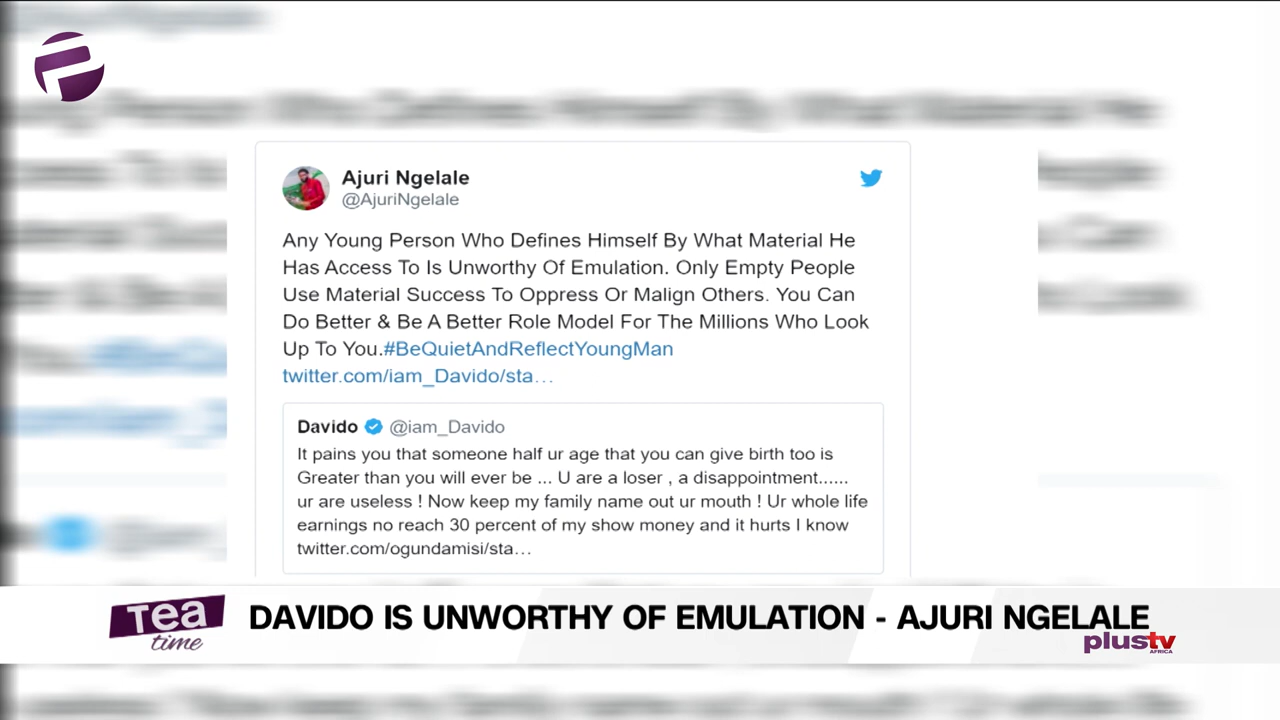 Ajuri Ngelale
@AjuriNgelale
Any Young Person Who Defines Himself By What Material He
Has Access To Is Unworthy Of Emulation. Only Empty People
Use Material Success To Oppress Or Malign Others. You Can
Do Better & Be A Better Role Model For The Millions Who Look
Up To You.#BeQuietAndReflectYoungMan
twitter.com/iam_Davido/sta…
Davido @iam_Davido
It pains you that someone half ur age that you can give birth too is
Greater than you will ever be ... U are a loser , a disappointment......
ur are useless ! Now keep my family name out ur mouth ! Ur whole life
earnings no reach 30 percent of my show money and it hurts I know
twitter.com/ogundamisi/sta…
Tea
time
DAVIDO IS UNWORTHY OF EMULATION - AJURI NGELALE
plustv
AFRICA